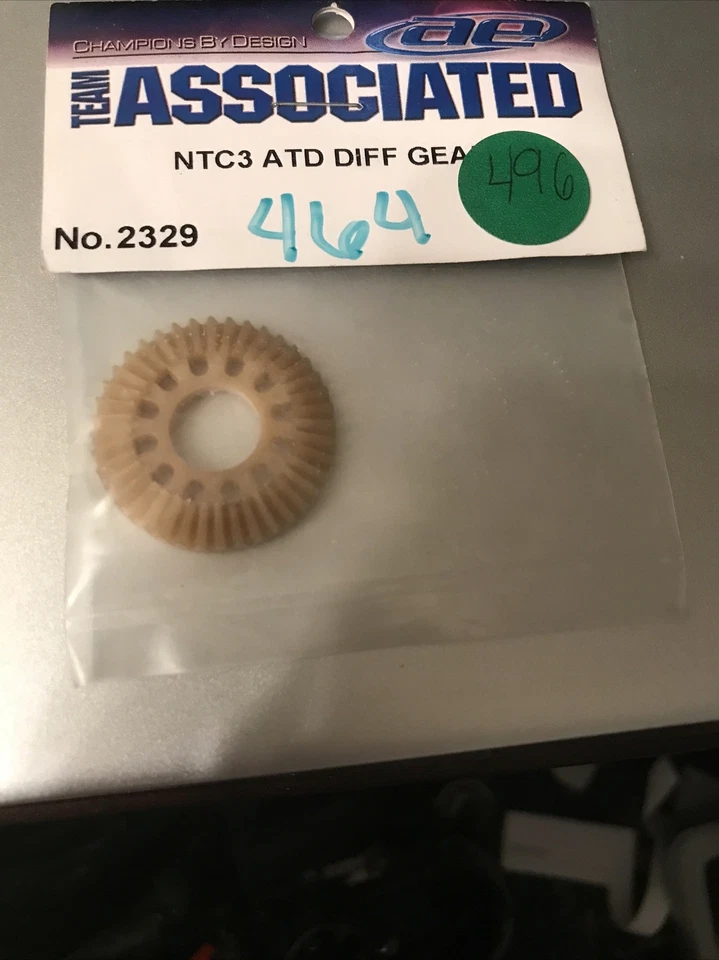 CHAMPIONS BY DESIGN ae
TEAM ASSOCIATED
NTC3 ATD DIFF GEA
496
No.2329 464